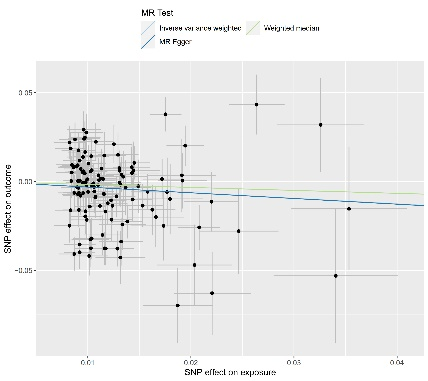 MR Test
Inverse variance weighted
Weighted median
MR Egger
SNP effect on outcome
0.05
0.00
−0.05
0.01
0.02
0.03
0.04
SNP effect on exposure